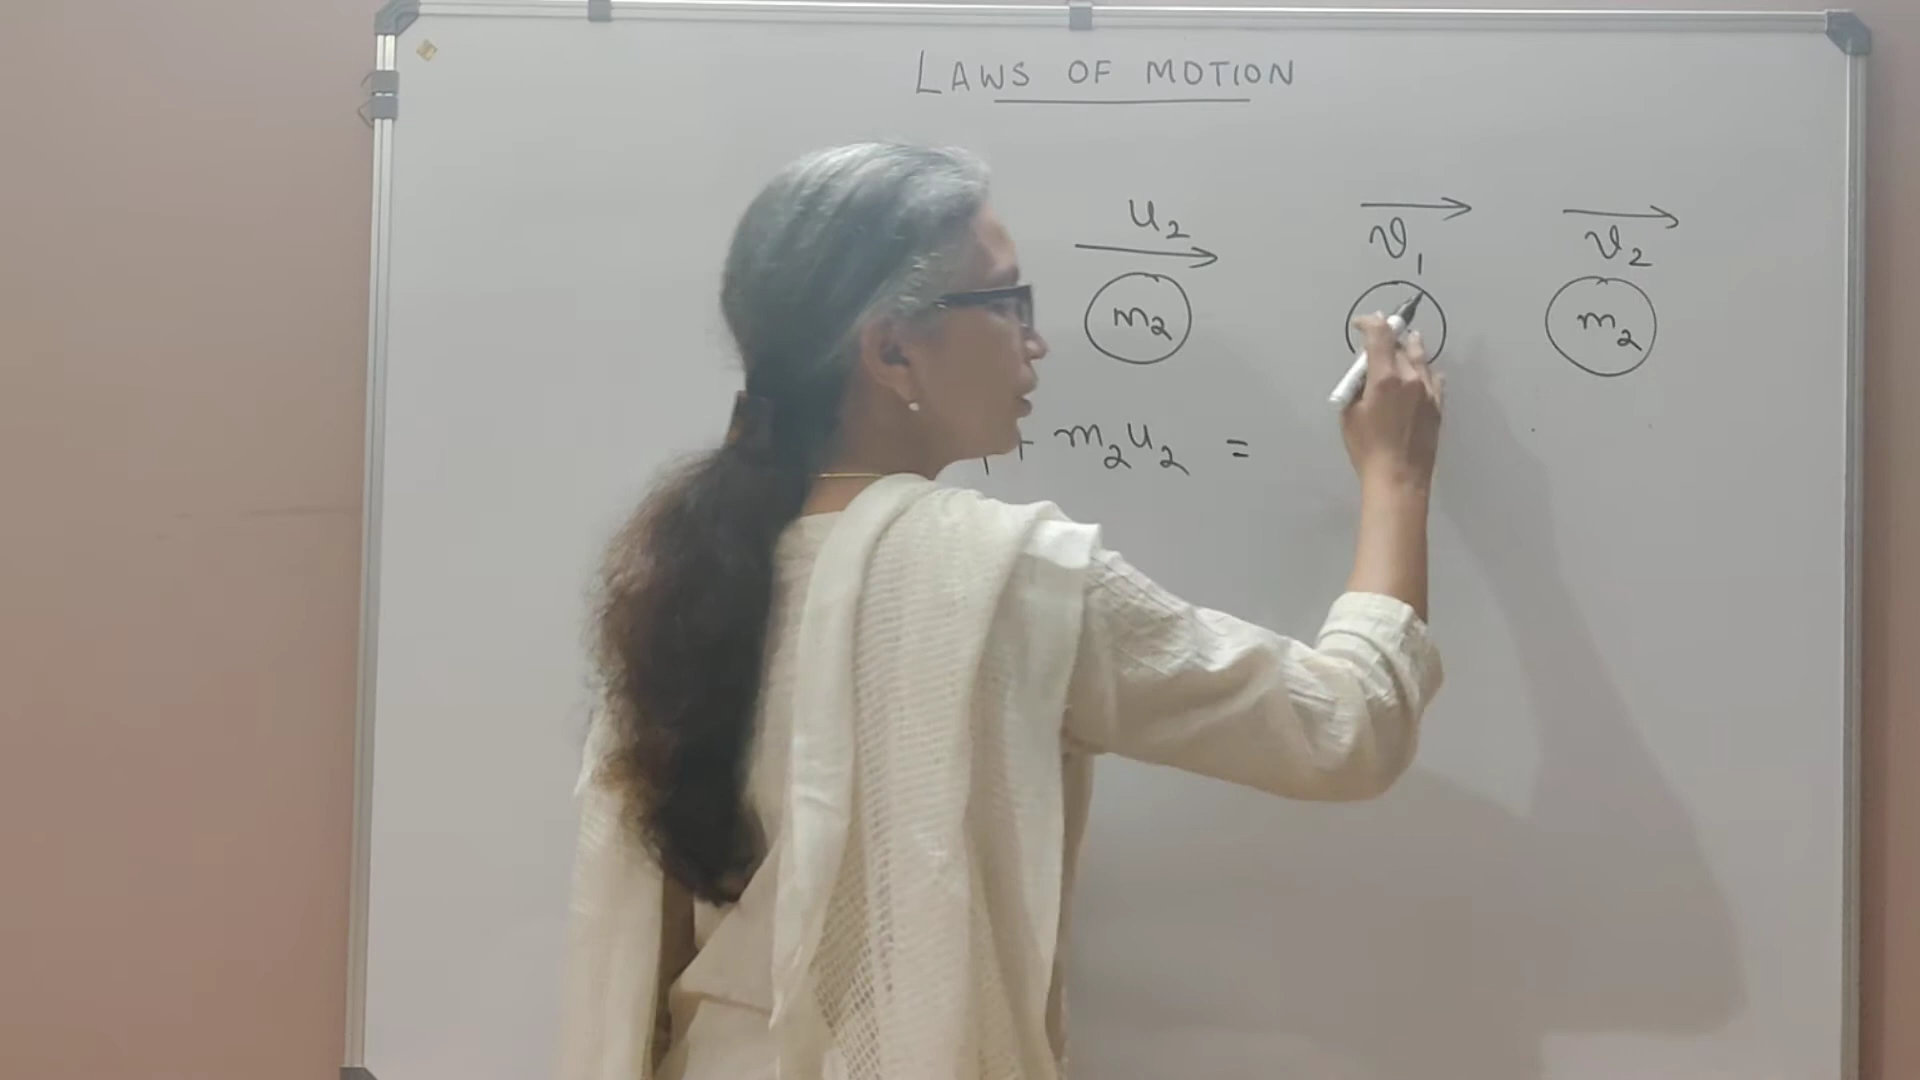 LAWS OF MOTION
u₂ v₁ v₂
m₂ m₂
+ m₂u₂ =